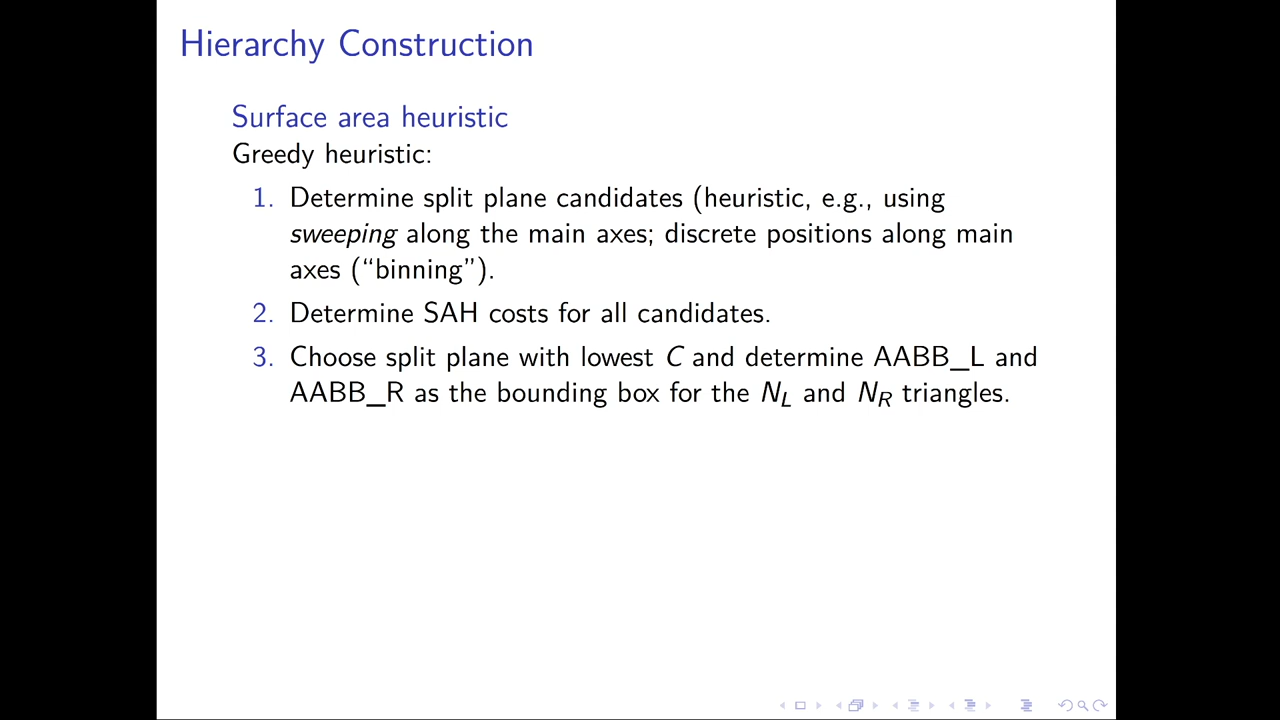 Hierarchy Construction
Surface area heuristic
Greedy heuristic:
1. Determine split plane candidates (heuristic, e.g., using
sweeping along the main axes; discrete positions along main
axes (“binning”).
2. Determine SAH costs for all candidates.
3. Choose split plane with lowest C and determine AABB_L and
AABB_R as the bounding box for the N_L and N_R triangles.